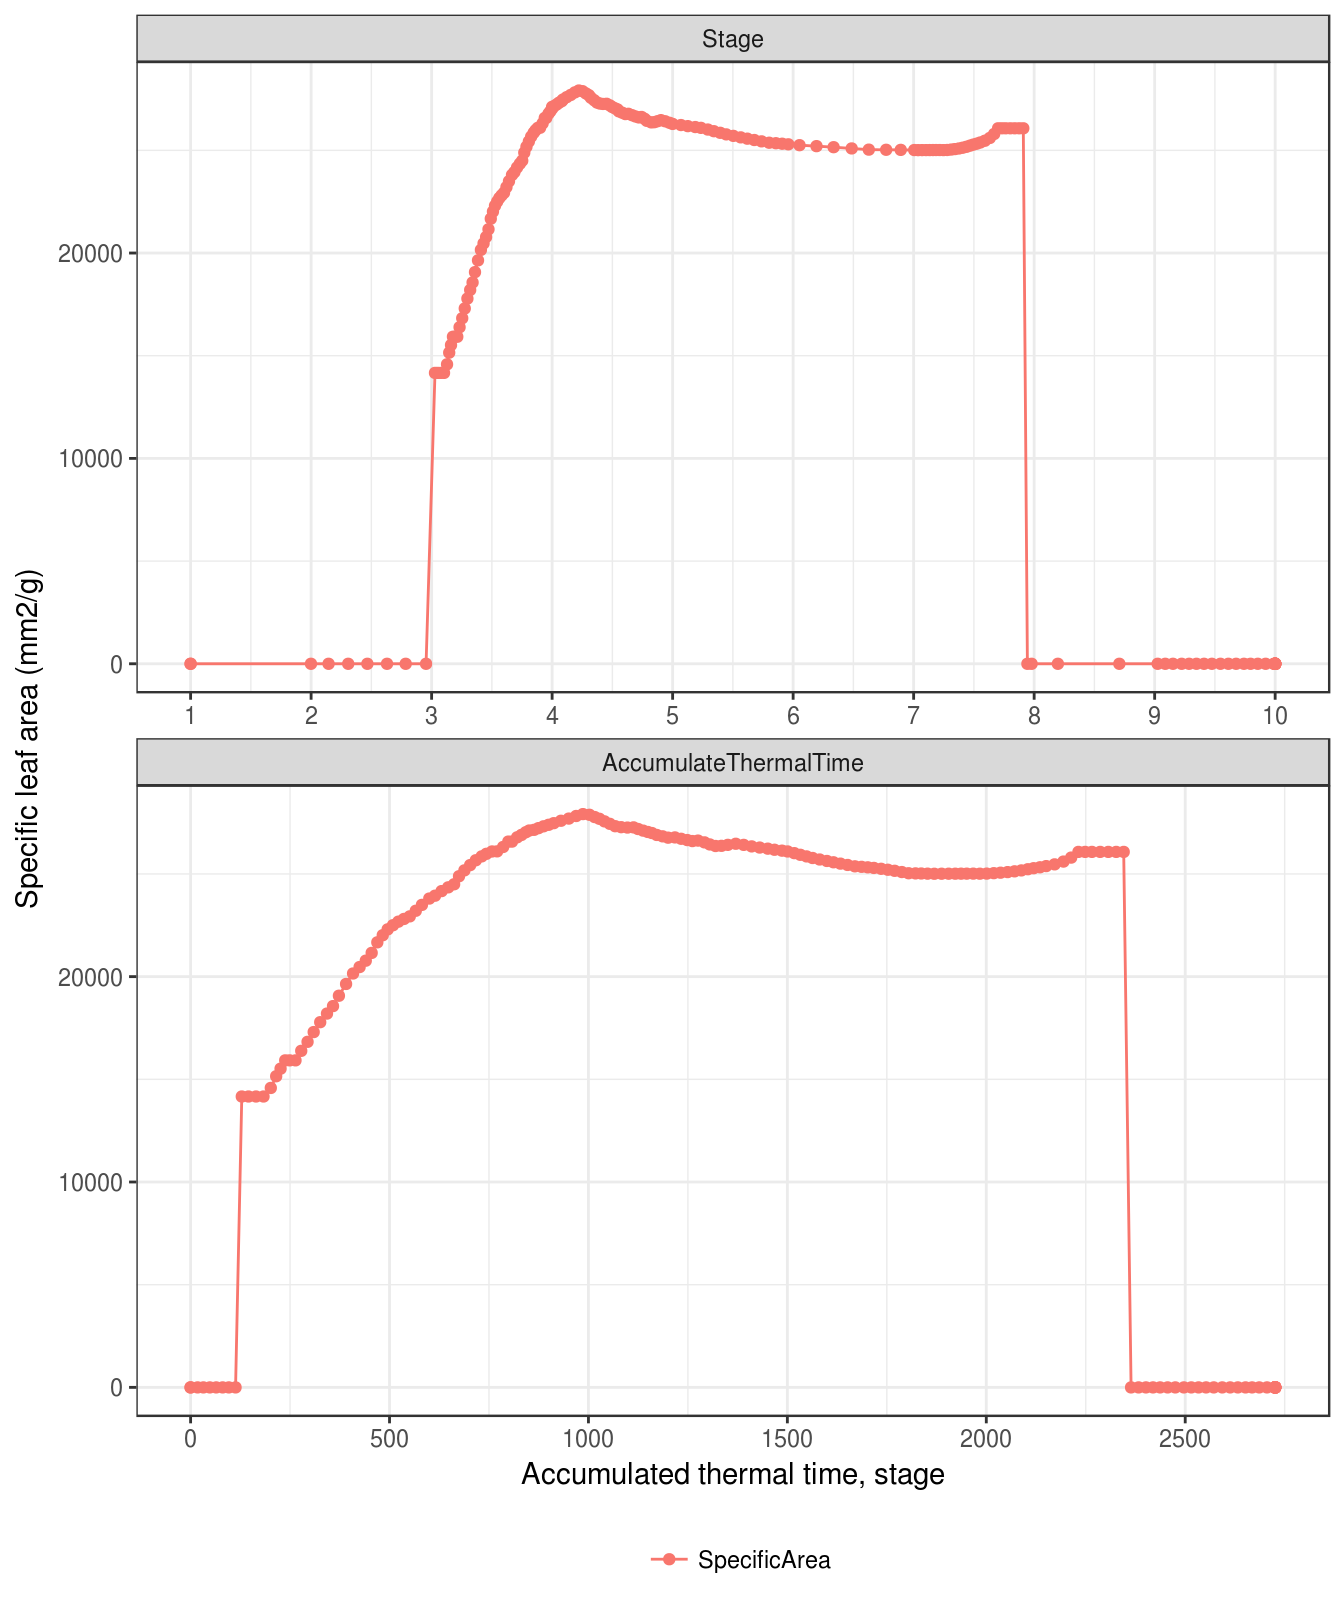 Stage
20000
10000
0
1 2 3 4 5 6 7 8 9 10
Specific leaf area (mm2/g)
AccumulateThermalTime
20000
10000
0
0 500 1000 1500 2000 2500
Accumulated thermal time, stage
SpecificArea